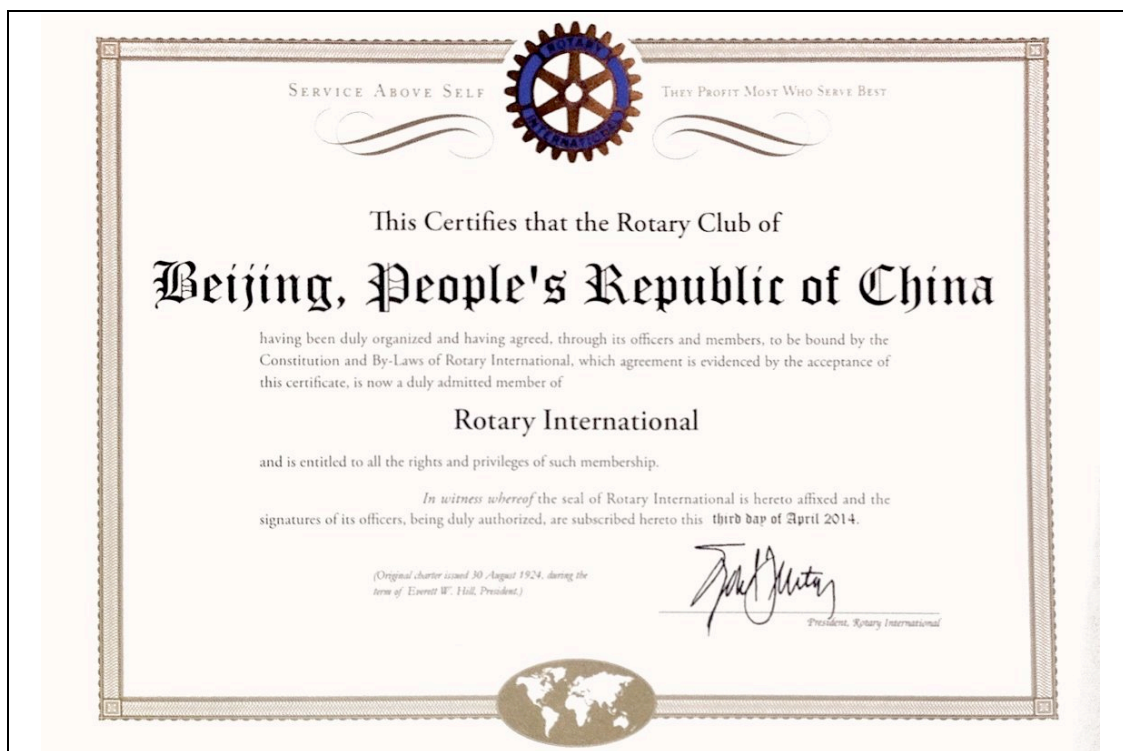 SERVICE ABOVE SELF
ROTARY
INTERNATIONAL
THEY PROFIT MOST WHO SERVE BEST
This Certifies that the Rotary Club of
Beijing, People's Republic of China
having been duly organized and having agreed, through its officers and members, to be bound by the
Constitution and By-Laws of Rotary International, which agreement is evidenced by the acceptance of
this certificate, is now a duly admitted member of
Rotary International
and is entitled to all the rights and privileges of such membership.
In witness whereof the seal of Rotary International is hereto affixed and the
signatures of its officers, being duly authorized, are subscribed hereto this third day of April 2014.
(Original charter issued 30 August 1924, during the
term of Everett W. Hill, President.)
President, Rotary International